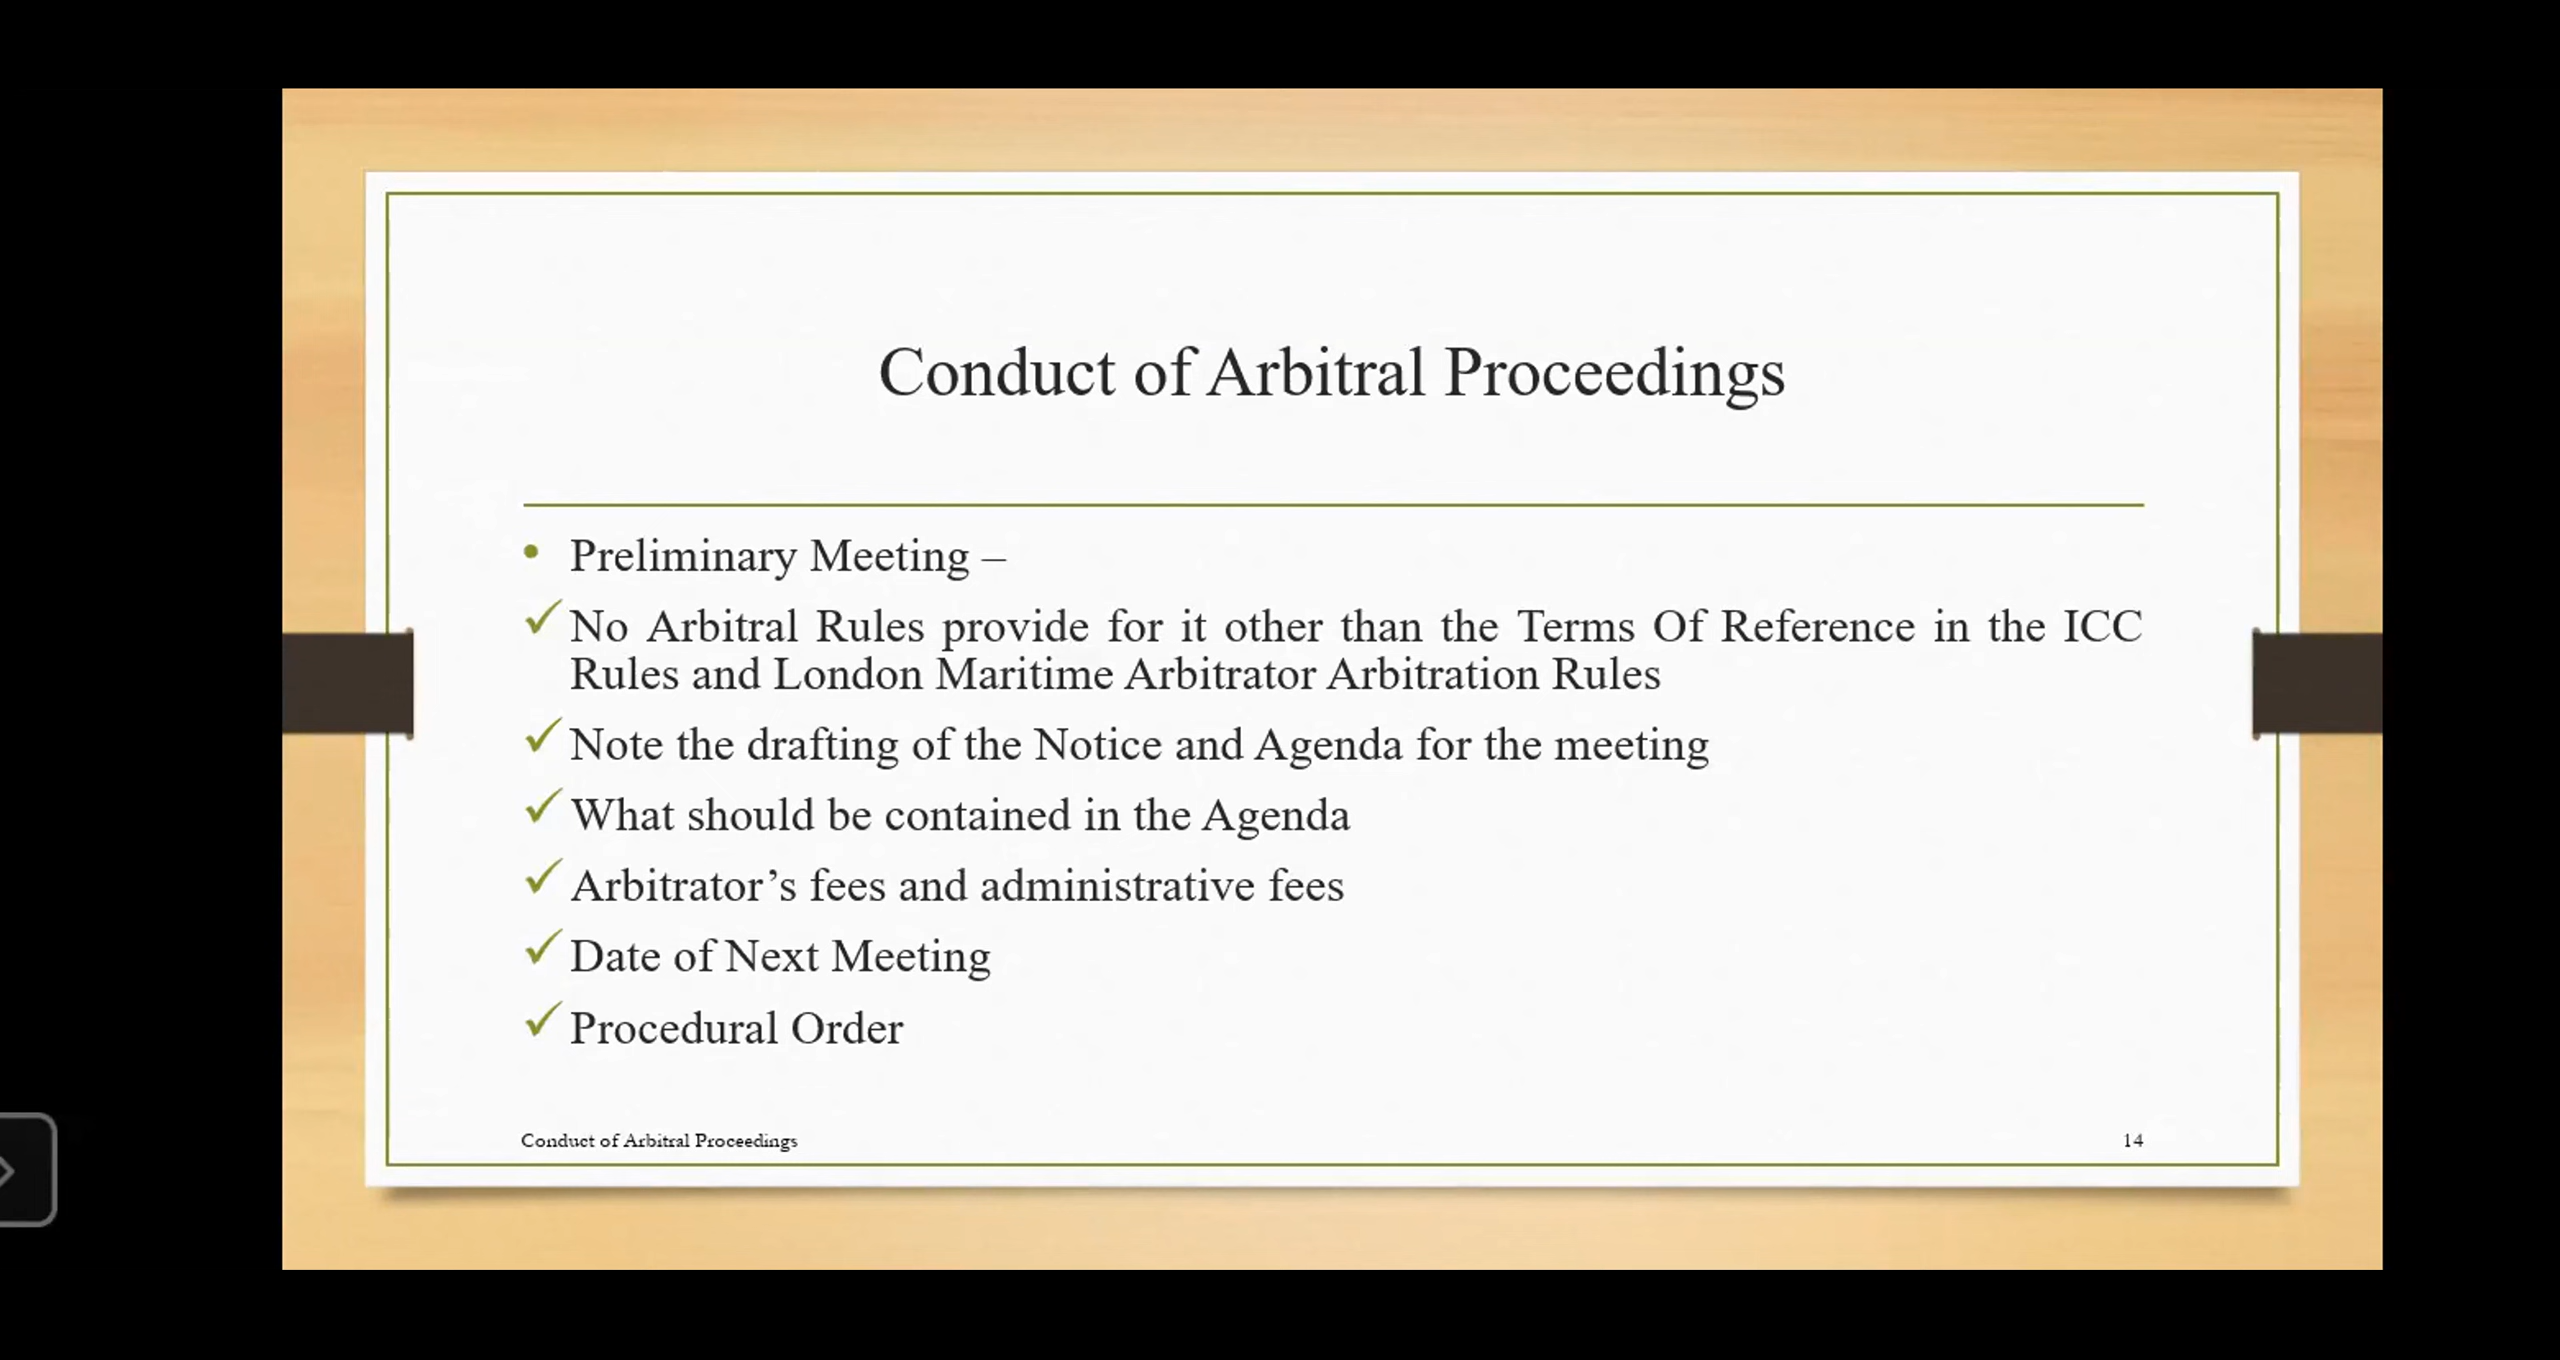 Conduct of Arbitral Proceedings
• Preliminary Meeting –
✓ No Arbitral Rules provide for it other than the Terms Of Reference in the ICC
Rules and London Maritime Arbitrator Arbitration Rules
✓ Note the drafting of the Notice and Agenda for the meeting
✓ What should be contained in the Agenda
✓ Arbitrator’s fees and administrative fees
✓ Date of Next Meeting
✓ Procedural Order
Conduct of Arbitral Proceedings
14